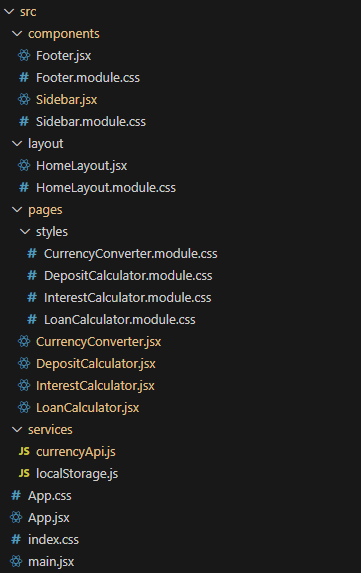 src
components
Footer.jsx
# Footer.module.css
Sidebar.jsx
# Sidebar.module.css
layout
HomeLayout.jsx
# HomeLayout.module.css
pages
styles
# CurrencyConverter.module.css
# DepositCalculator.module.css
# InterestCalculator.module.css
# LoanCalculator.module.css
CurrencyConverter.jsx
DepositCalculator.jsx
InterestCalculator.jsx
LoanCalculator.jsx
services
JS currencyApi.js
JS localStorage.js
# App.css
App.jsx
# index.css
main.jsx